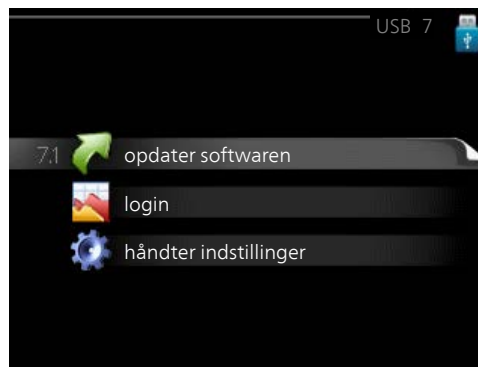 USB 7
7.1 opdater softwaren
login
håndter indstillinger